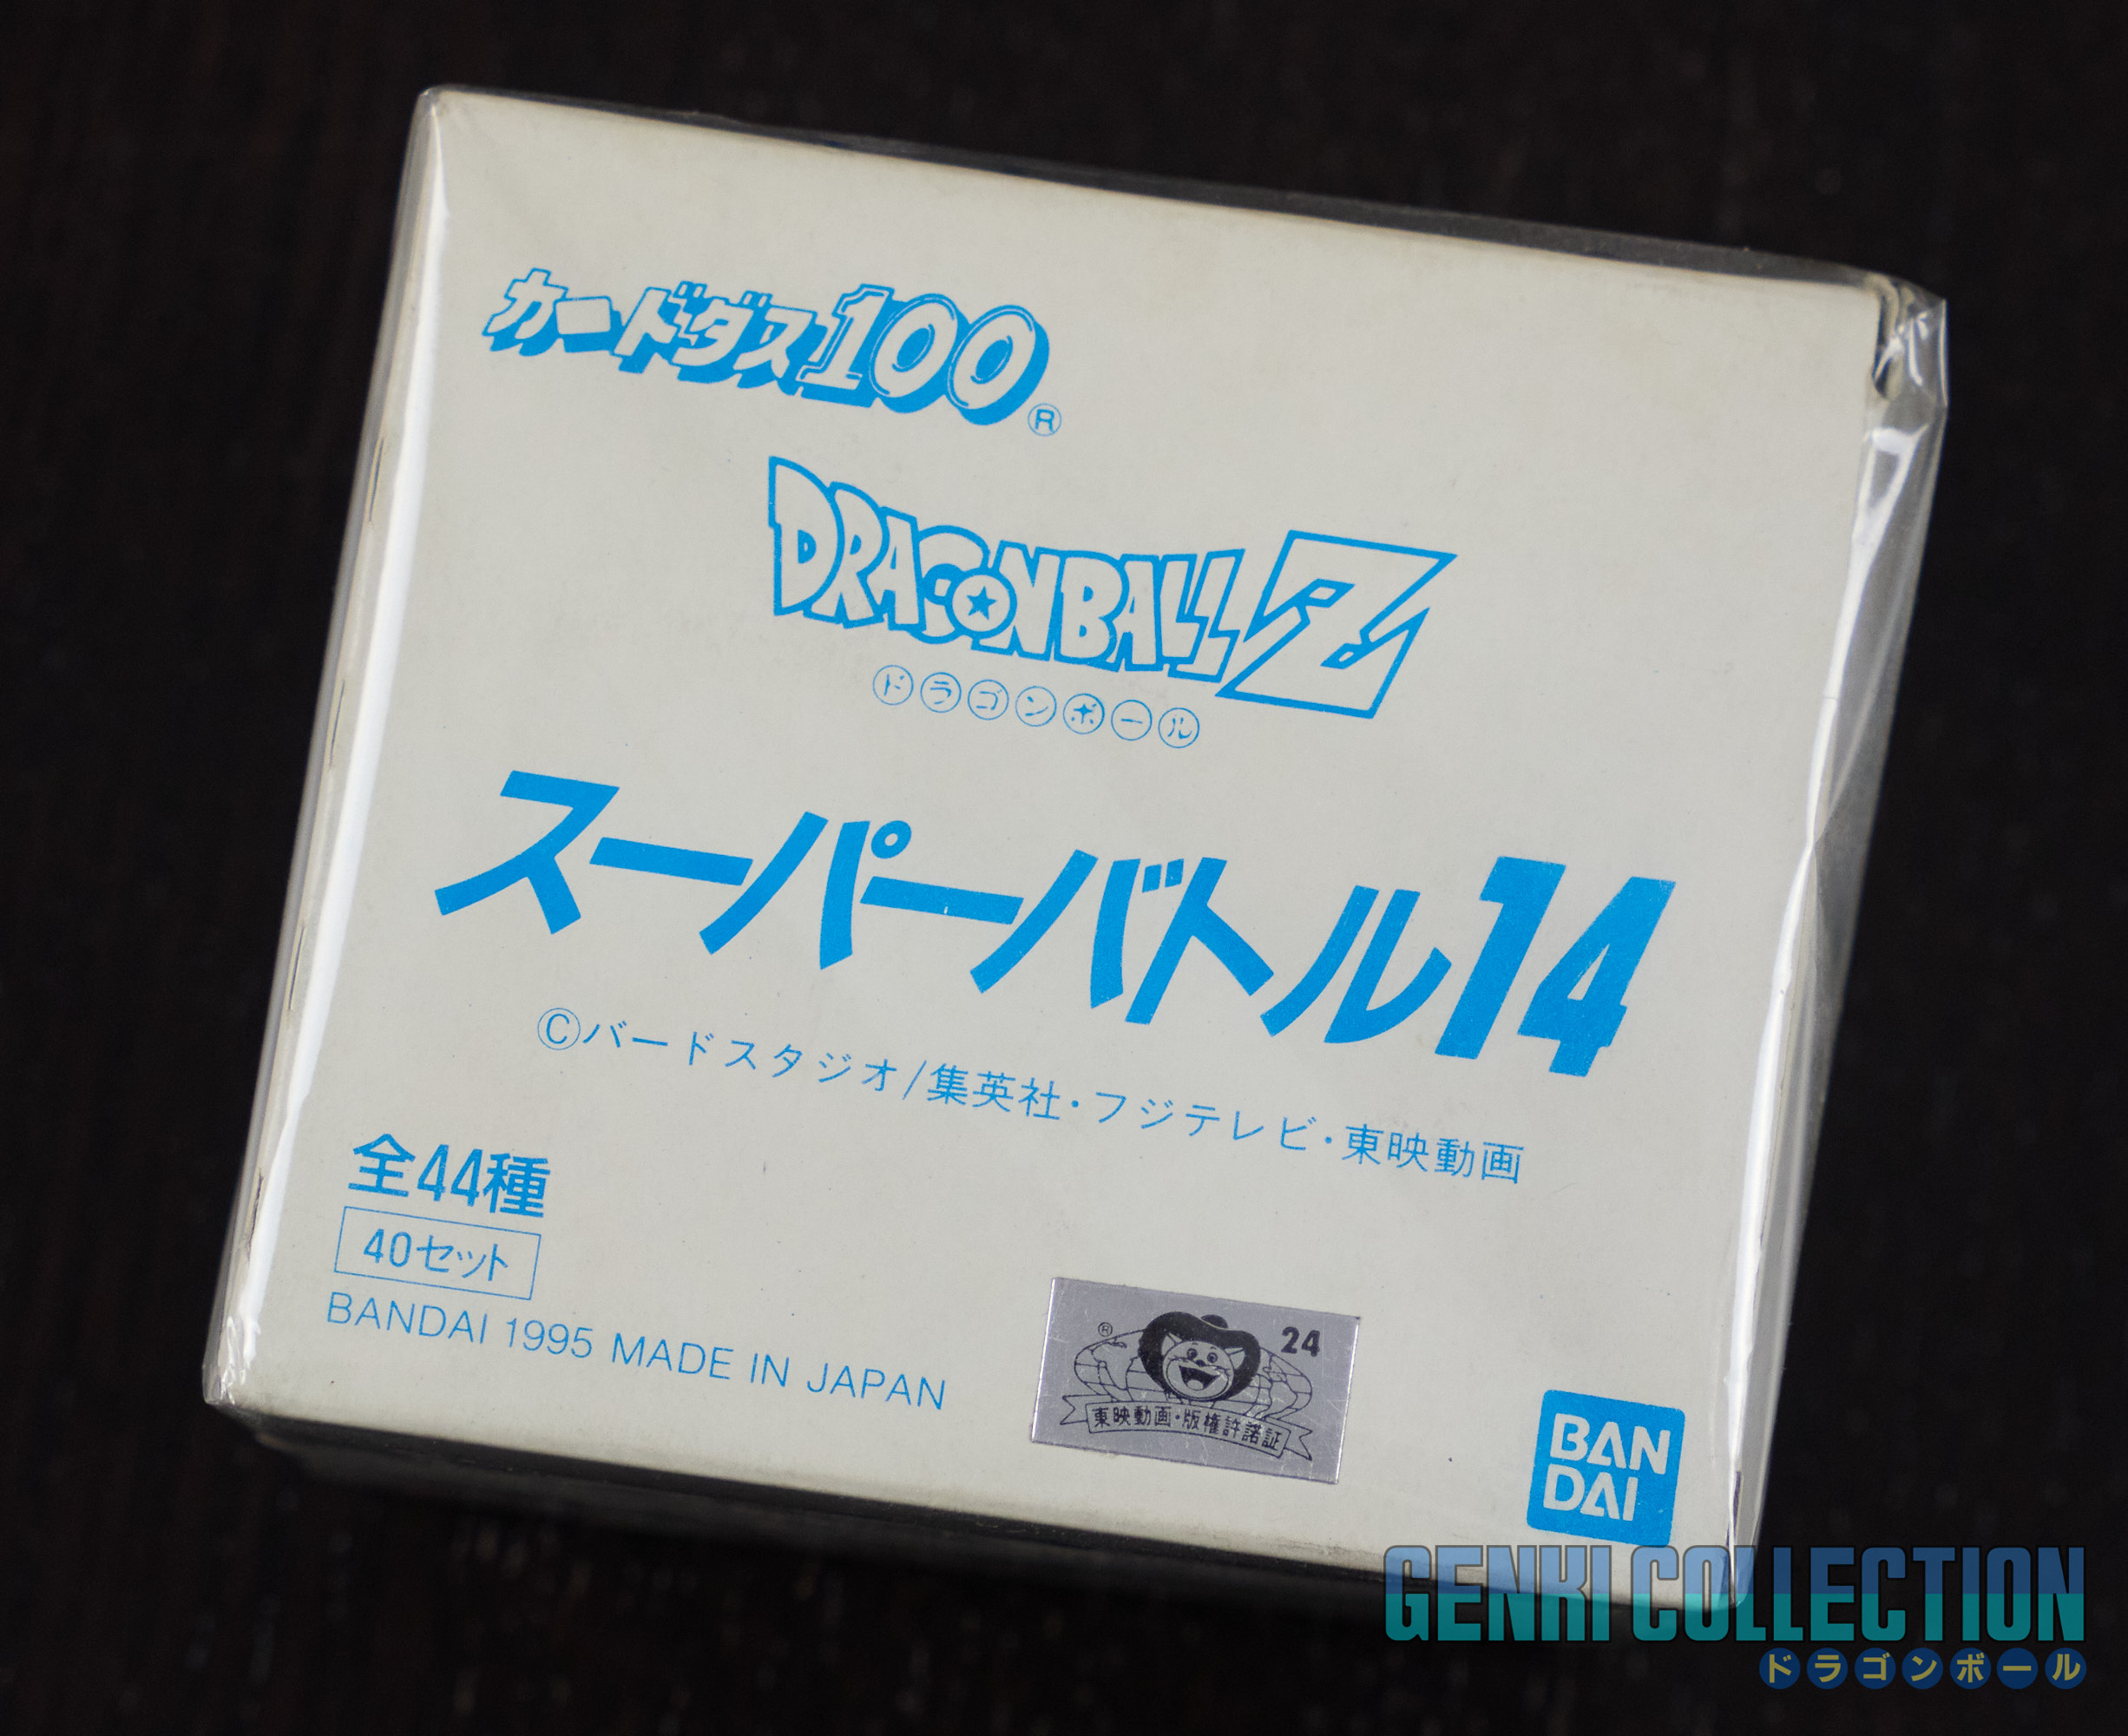 カードダス100®
DRAGONBALL Z
ドラゴンボール
スーパーバトル14
©バードスタジオ/集英社・フジテレビ・東映動画
全44種
40セット
BANDAI 1995 MADE IN JAPAN
® 24
東映動画・版権許諾証
BAN
DAI
GENKI COLLECTION
ドラゴンボール